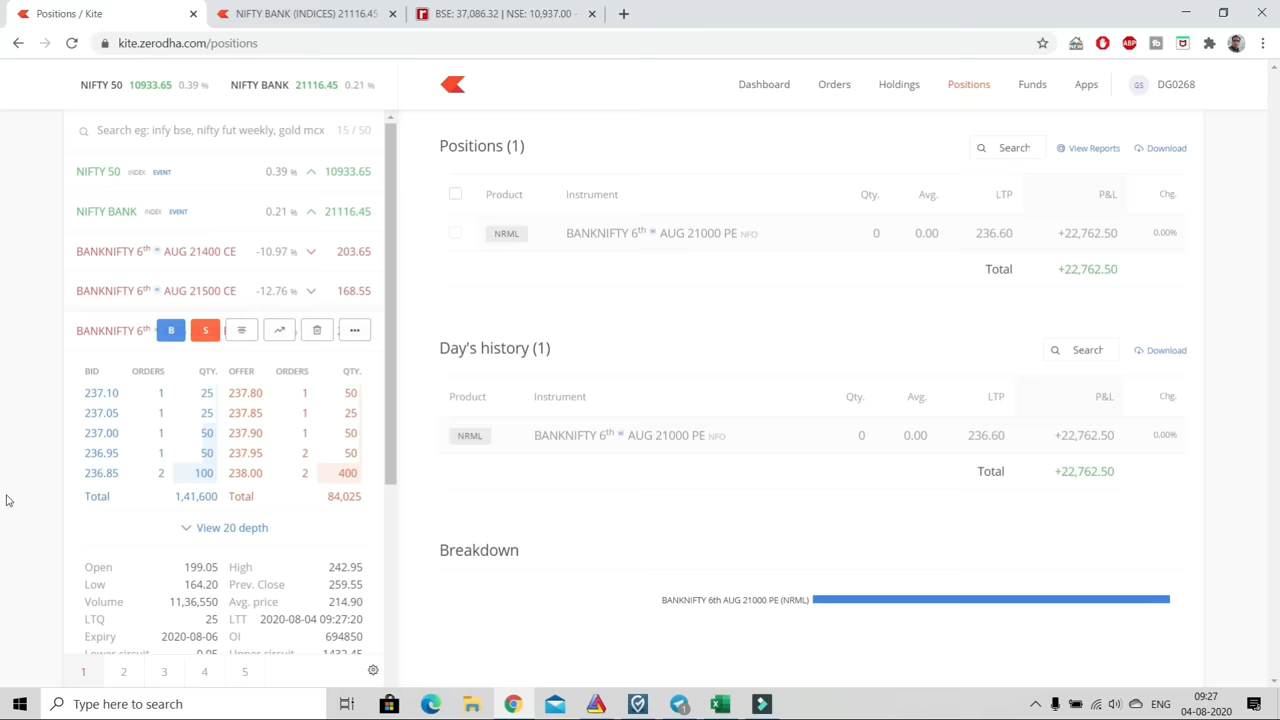 Positions / Kite
NIFTY BANK (INDICES) 21116.45
BSE: 37,086.32 | NSE: 10,937.00 -
kite.zerodha.com/positions
NIFTY 50 10933.65 0.39 % NIFTY BANK 21116.45 0.21 %
Dashboard Orders Holdings Positions Funds Apps GS DG0268
Search eg: infy bse, nifty fut weekly, gold mcx 15 / 50
NIFTY 50 INDEX EVENT 0.39 % 10933.65
NIFTY BANK INDEX EVENT 0.21 % 21116.45
BANKNIFTY 6th AUG 21400 CE -10.97 % 203.65
BANKNIFTY 6th AUG 21500 CE -12.76 % 168.55
BANKNIFTY 6th B S
BID ORDERS QTY. OFFER ORDERS QTY.
237.10 1 25 237.80 1 50
237.05 1 25 237.85 1 25
237.00 1 50 237.90 1 50
236.95 1 50 237.95 2 50
236.85 2 100 238.00 2 400
Total 1,41,600 Total 84,025
View 20 depth
Open 199.05 High 242.95
Low 164.20 Prev. Close 259.55
Volume 11,36,550 Avg. price 214.90
LTQ 25 LTT 2020-08-04 09:27:20
Expiry 2020-08-06 OI 694850
Lower circuit 0.05 Upper circuit 1432.45
1 2 3 4 5
Positions (1)
Search View Reports Download
Product Instrument Qty. Avg. LTP P&L Chg.
NRML BANKNIFTY 6th AUG 21000 PE NFO 0 0.00 236.60 +22,762.50 0.00%
Total +22,762.50
Day's history (1)
Search Download
Product Instrument Qty. Avg. LTP P&L Chg.
NRML BANKNIFTY 6th AUG 21000 PE NFO 0 0.00 236.60 +22,762.50 0.00%
Total +22,762.50
Breakdown
BANKNIFTY 6th AUG 21000 PE (NRML)
Type here to search
ENG
09:27
04-08-2020